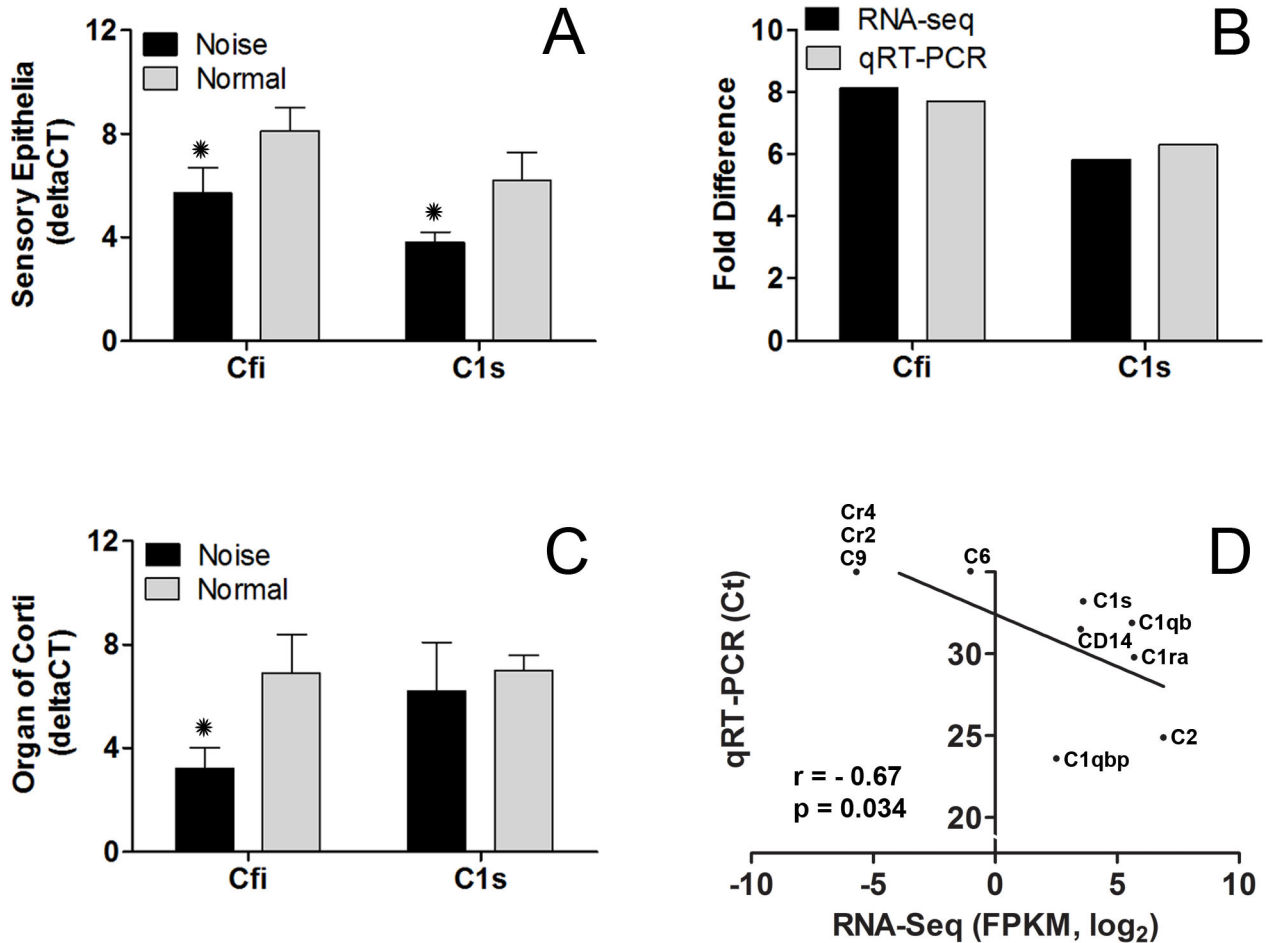 A
Noise
Normal
Sensory Epithelia
(deltaCT)
12
8
4
0
Cfi
C1s
B
RNA-seq
qRT-PCR
Fold Difference
10
8
6
4
2
0
Cfi
C1s
C
Noise
Normal
Organ of Corti
(deltaCT)
12
8
4
0
Cfi
C1s
D
Cr4
Cr2
C9
C6
C1s
C1qb
CD14
C1ra
C2
C1qbp
qRT-PCR (Ct)
30
25
20
r = - 0.67
p = 0.034
-10
-5
0
5
10
RNA-Seq (FPKM, log2)